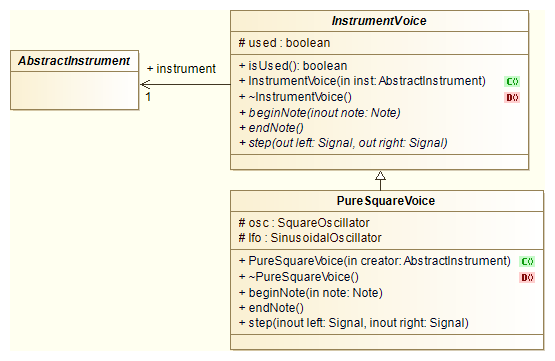 InstrumentVoice
# used : boolean
+ isUsed(): boolean
+ InstrumentVoice(in inst: AbstractInstrument) C()
+ ~InstrumentVoice() D()
+ beginNote(inout note: Note)
+ endNote()
+ step(out left: Signal, out right: Signal)
AbstractInstrument
+ instrument
1
PureSquareVoice
# osc : SquareOscillator
# lfo : SinusoidalOscillator
+ PureSquareVoice(in creator: AbstractInstrument) C()
+ ~PureSquareVoice() D()
+ beginNote(in note: Note)
+ endNote()
+ step(inout left: Signal, inout right: Signal)